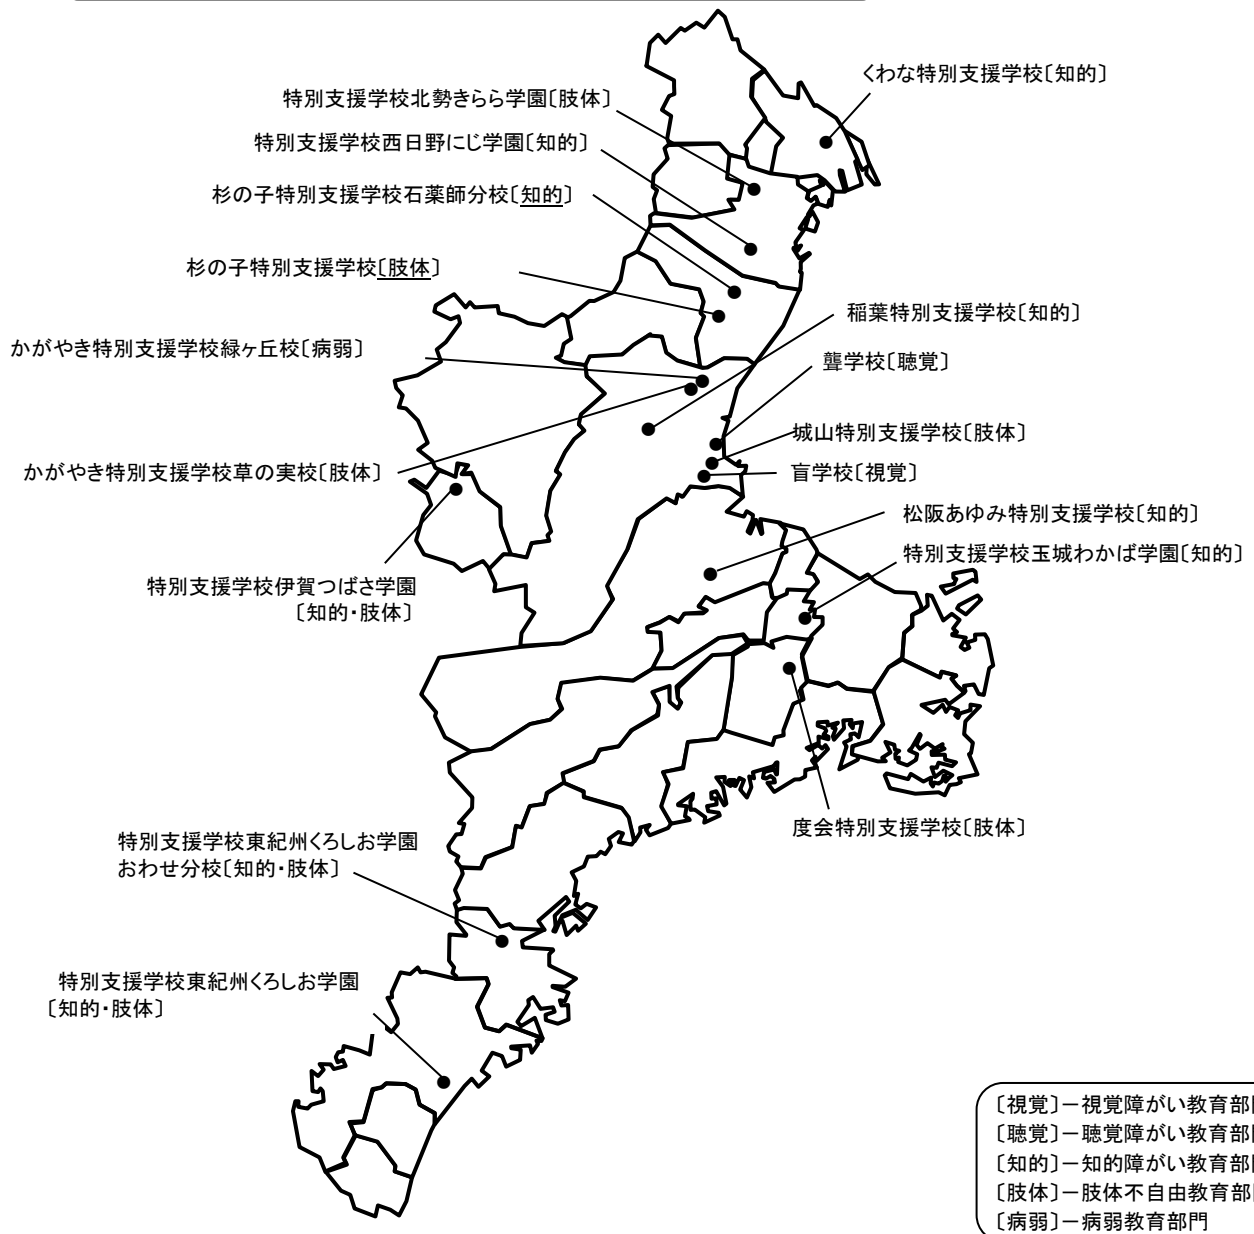 くわな特別支援学校〔知的〕
特別支援学校北勢きらら学園〔肢体〕
特別支援学校西日野にじ学園〔知的〕
杉の子特別支援学校石薬師分校〔知的〕
杉の子特別支援学校〔肢体〕
稲葉特別支援学校〔知的〕
かがやき特別支援学校緑ヶ丘校〔病弱〕
聾学校〔聴覚〕
城山特別支援学校〔肢体〕
かがやき特別支援学校草の実校〔肢体〕
盲学校〔視覚〕
松阪あゆみ特別支援学校〔知的〕
特別支援学校玉城わかば学園〔知的〕
特別支援学校伊賀つばさ学園
〔知的・肢体〕
度会特別支援学校〔肢体〕
特別支援学校東紀州くろしお学園
おわせ分校〔知的・肢体〕
特別支援学校東紀州くろしお学園
〔知的・肢体〕
〔視覚〕－視覚障がい教育部
〔聴覚〕－聴覚障がい教育部
〔知的〕－知的障がい教育部
〔肢体〕－肢体不自由教育部
〔病弱〕－病弱教育部門